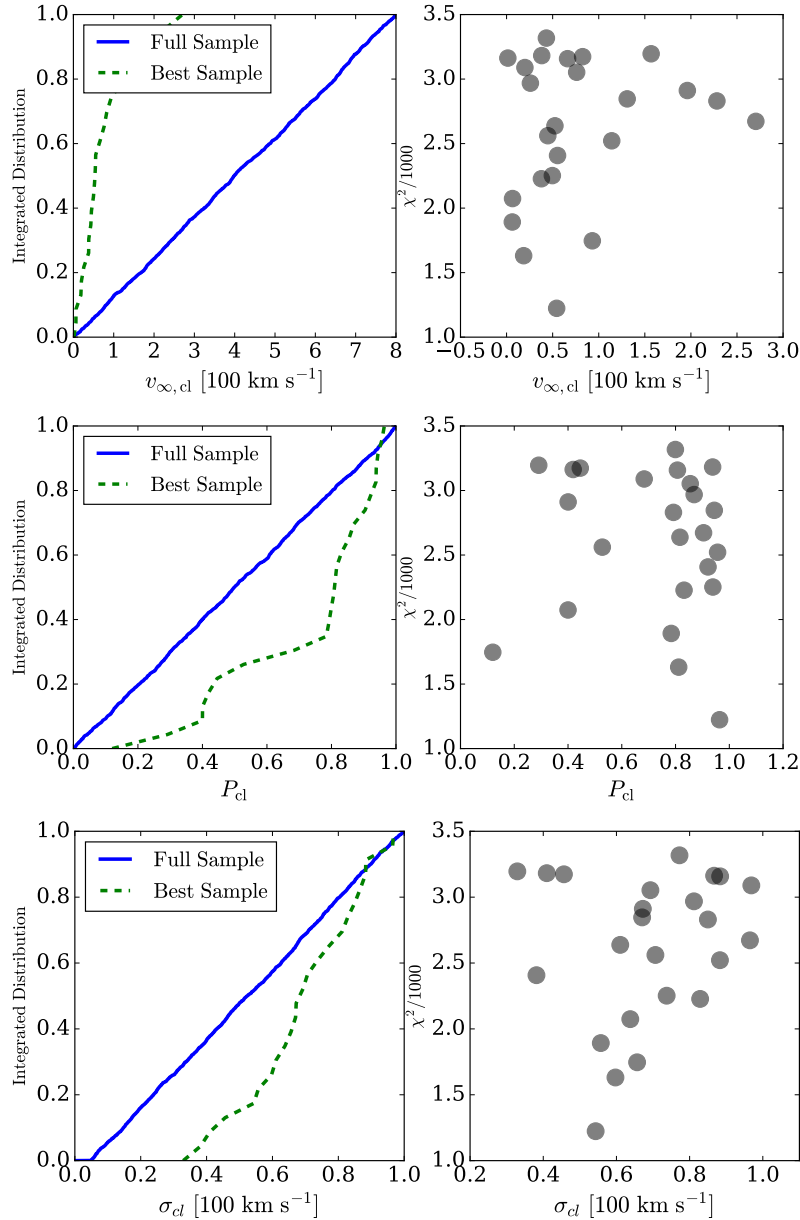 Integrated Distribution
1.0
0.8
0.6
0.4
0.2
0.0
Full Sample
Best Sample
0 1 2 3 4 5 6 7 8
v∞, cl [100 km s−1]
χ2/1000
3.5
3.0
2.5
2.0
1.5
1.0
−0.5 0.0 0.5 1.0 1.5 2.0 2.5 3.0
v∞, cl [100 km s−1]
Integrated Distribution
1.0
0.8
0.6
0.4
0.2
0.0
Full Sample
Best Sample
0.0 0.2 0.4 0.6 0.8 1.0
Pcl
χ2/1000
3.5
3.0
2.5
2.0
1.5
1.0
0.0 0.2 0.4 0.6 0.8 1.0 1.2
Pcl
Integrated Distribution
1.0
0.8
0.6
0.4
0.2
0.0
Full Sample
Best Sample
0.0 0.2 0.4 0.6 0.8 1.0
σcl [100 km s−1]
χ2/1000
3.5
3.0
2.5
2.0
1.5
1.0
0.2 0.4 0.6 0.8 1.0
σcl [100 km s−1]